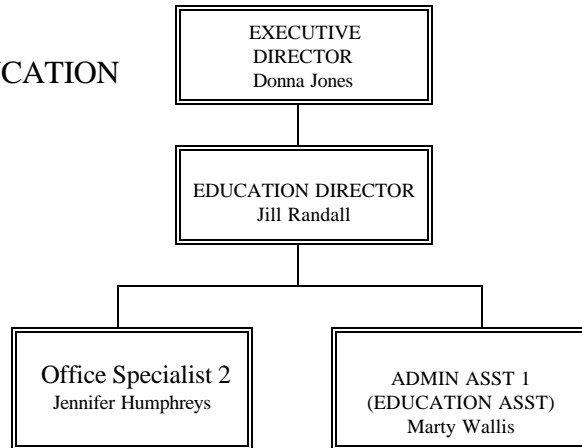 EXECUTIVE
DIRECTOR
Donna Jones
EDUCATION DIRECTOR
Jill Randall
Office Specialist 2
Jennifer Humphreys
ADMIN ASST 1
(EDUCATION ASST)
Marty Wallis